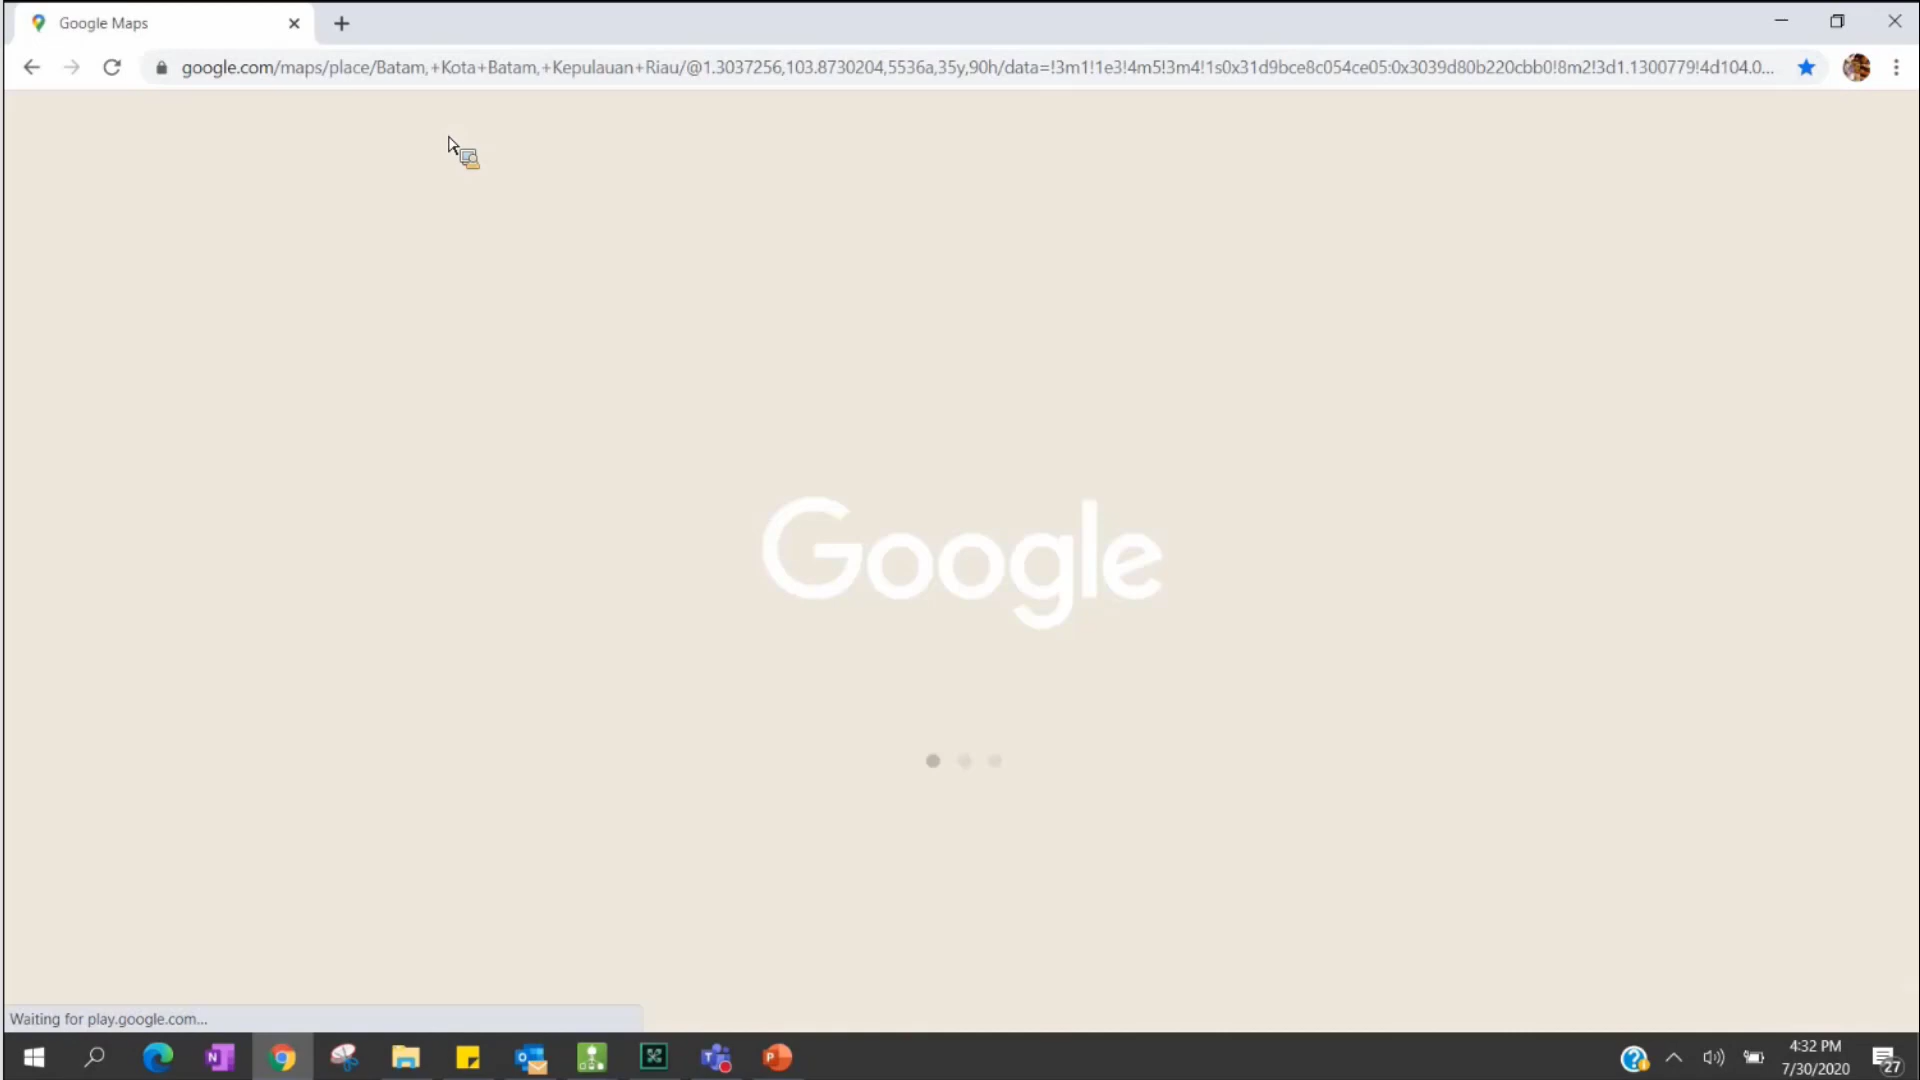 Google Maps
google.com/maps/place/Batam,+Kota+Batam,+Kepulauan+Riau/@1.3037256,103.8730204,5536a,35y,90h/data=!3m1!1e3!4m5!3m4!1s0x31d9bce8c054ce05:0x3039d80b220cbb0!8m2!3d1.1300779!4d104.0...
Google
Waiting for play.google.com...
4:32 PM
7/30/2020
27